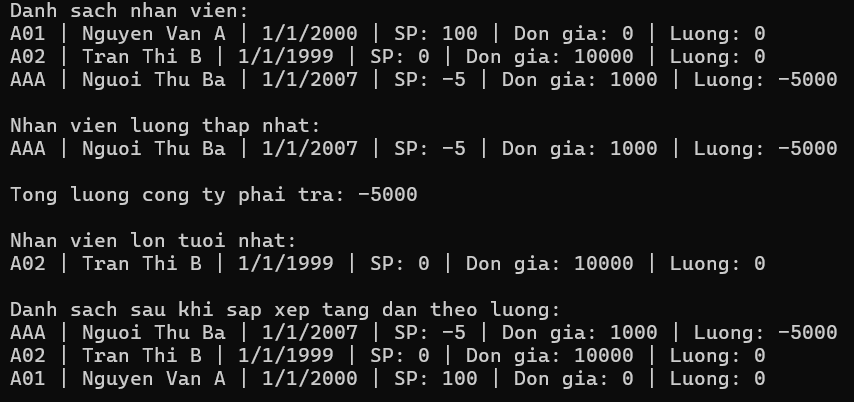 Danh sach nhan vien:
A01 | Nguyen Van A | 1/1/2000 | SP: 100 | Don gia: 0 | Luong: 0
A02 | Tran Thi B | 1/1/1999 | SP: 0 | Don gia: 10000 | Luong: 0
AAA | Nguoi Thu Ba | 1/1/2007 | SP: -5 | Don gia: 1000 | Luong: -5000

Nhan vien luong thap nhat:
AAA | Nguoi Thu Ba | 1/1/2007 | SP: -5 | Don gia: 1000 | Luong: -5000

Tong luong cong ty phai tra: -5000

Nhan vien lon tuoi nhat:
A02 | Tran Thi B | 1/1/1999 | SP: 0 | Don gia: 10000 | Luong: 0

Danh sach sau khi sap xep tang dan theo luong:
AAA | Nguoi Thu Ba | 1/1/2007 | SP: -5 | Don gia: 1000 | Luong: -5000
A02 | Tran Thi B | 1/1/1999 | SP: 0 | Don gia: 10000 | Luong: 0
A01 | Nguyen Van A | 1/1/2000 | SP: 100 | Don gia: 0 | Luong: 0